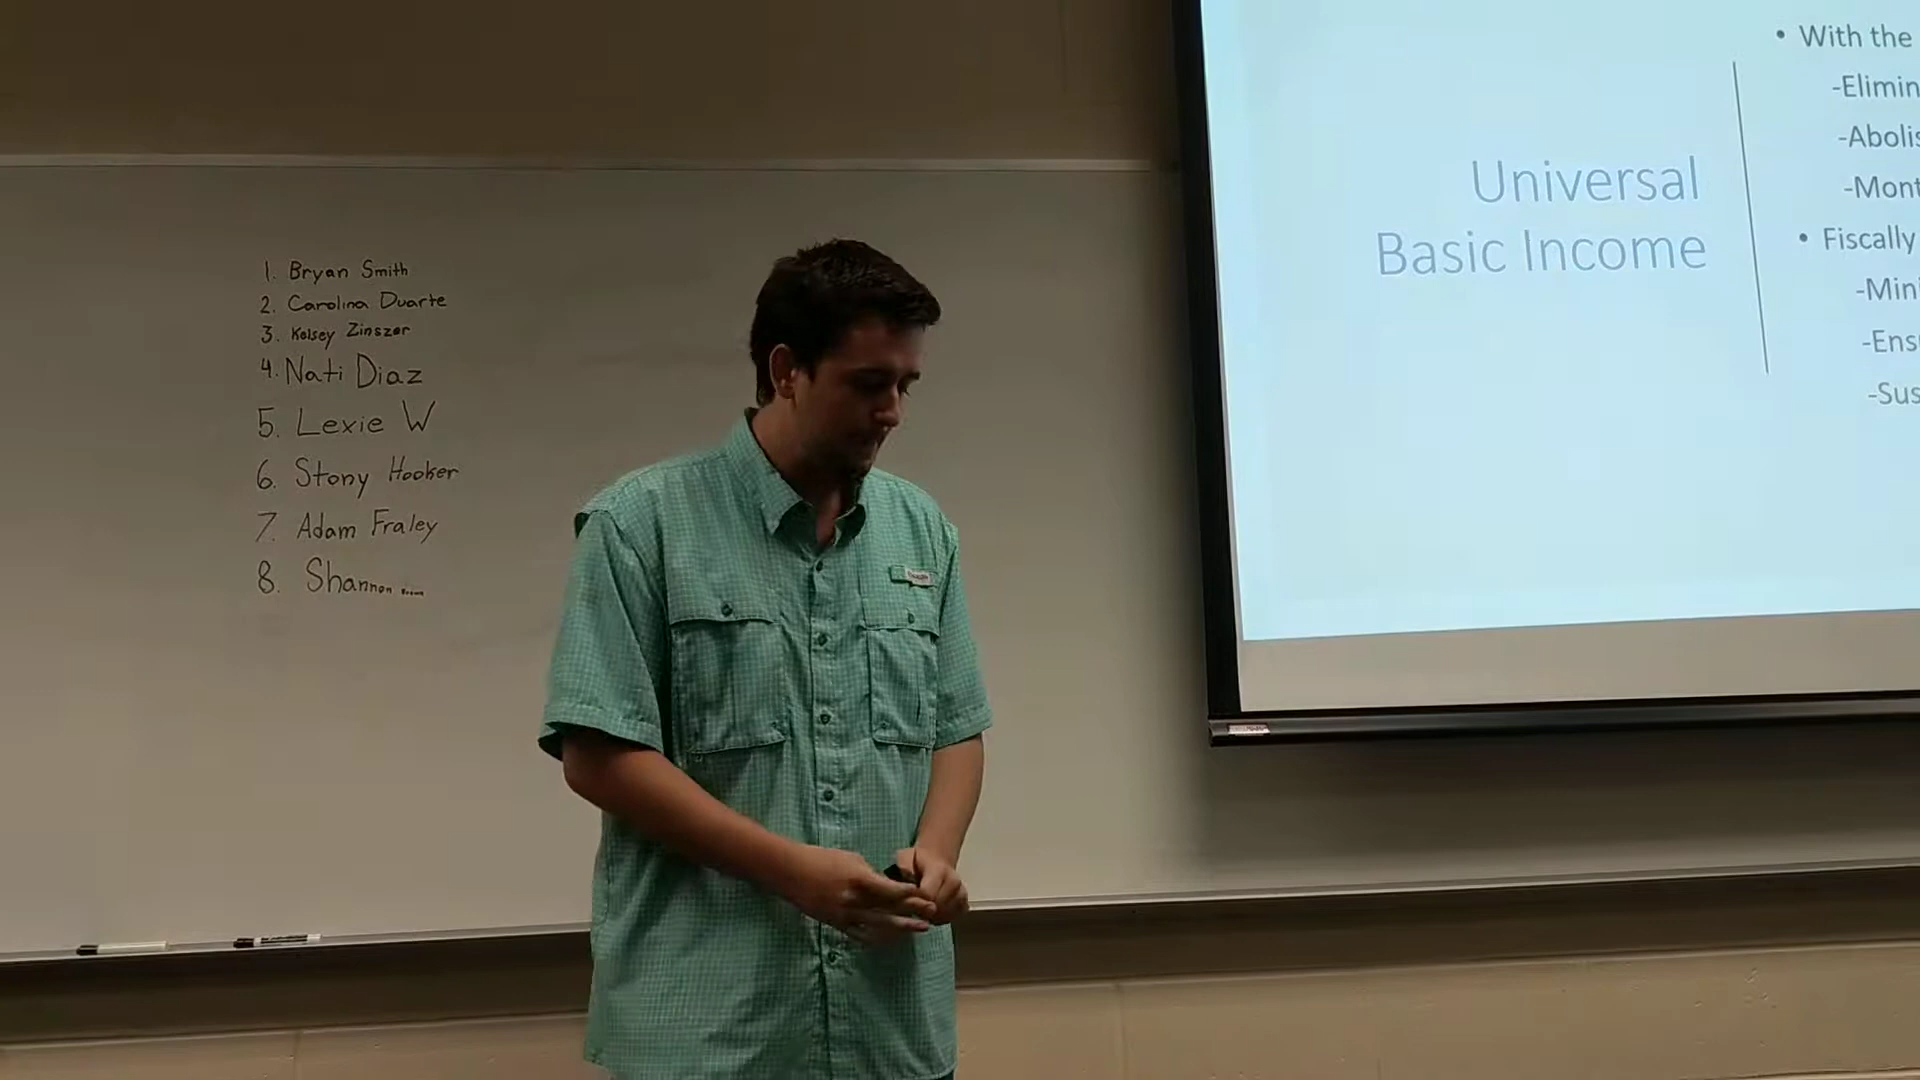 1. Bryan Smith
2. Carolina Duarte
3. Kelsey Zinszer
4. Nati Diaz
5. Lexie W
6. Stony Hooker
7. Adam Fraley
8. Shannon
Universal
Basic Income
• With the
-Elimin
-Abolis
-Mont
• Fiscally
-Mini
-Ensu
-Sus